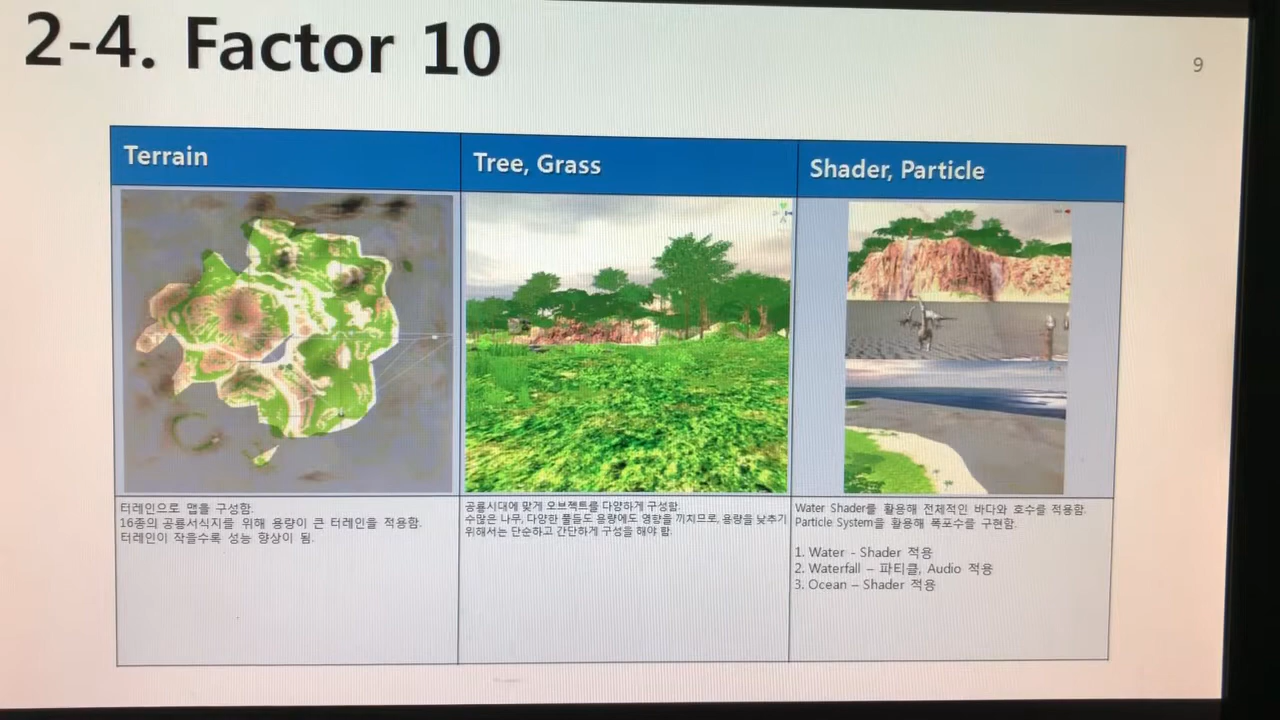 2-4. Factor 10
9
Terrain
Tree, Grass
Shader, Particle
터레인으로 맵을 구성함.
16종의 공룡서식지를 위해 용량이 큰 터레인을 적용함.
터레인이 작을수록 성능 향상이 됨.
공룡시대에 맞게 오브젝트를 다양하게 구성함.
수많은 나무, 다양한 풀들도 용량에도 영향을 끼치므로, 용량을 낮추기
위해서는 단순하고 간단하게 구성을 해야 함.
Water Shader를 활용해 전체적인 바다와 호수를 적용함.
Particle System을 활용해 폭포수를 구현함.
1. Water - Shader 적용
2. Waterfall – 파티클, Audio 적용
3. Ocean – Shader 적용